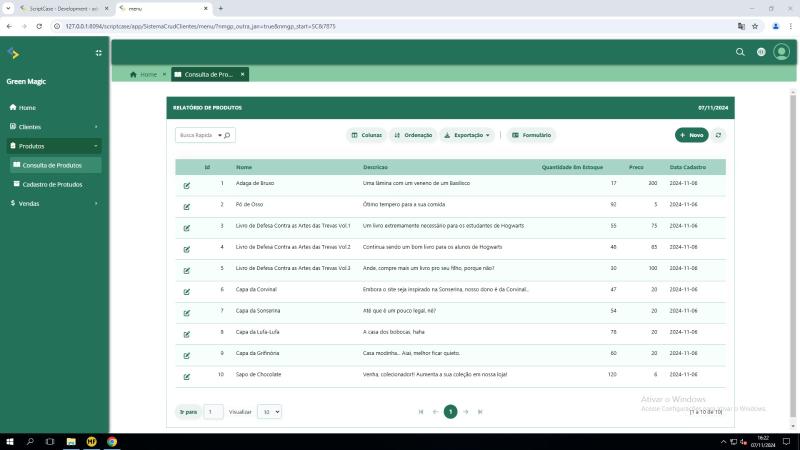 ScriptCase - Development - adm
menu
127.0.0.1:8094/scriptcase/app/SistemaCrudClientes/menu/?nmgp_outra_jan=true&nmgp_start=SC&7875
Green Magic
Home
Clientes
Produtos
Consulta de Produtos
Cadastro de Protudos
Vendas
Home
Consulta de Pro...
RELATÓRIO DE PRODUTOS 07/11/2024
Busca Rapida Colunas Ordenação Exportação Formulário + Novo
Id Nome Descricao Quantidade Em Estoque Preco Data Cadastro
1 Adaga de Bruxo Uma lâmina com um veneno de um Basilisco 17 300 2024-11-06
2 Pó de Osso Ótimo tempero para a sua comida 92 5 2024-11-06
3 Livro de Defesa Contra as Artes das Trevas Vol.1 Um livro extremamente necessário para os estudantes de Hogwarts 55 75 2024-11-06
4 Livro de Defesa Contra as Artes das Trevas Vol.2 Continua sendo um bom livro para os alunos de Hogwarts 48 85 2024-11-06
5 Livro de Defesa Contra as Artes das Trevas Vol.3 Ande, compre mais um livro pro seu filho, porque não? 30 100 2024-11-06
6 Capa da Corvinal Embora o site seja inspirado na Sonserina, nosso dono é da Corvinal... 47 20 2024-11-06
7 Capa da Sonserina Até que é um pouco legal, né? 54 20 2024-11-06
8 Capa da Lufa-Lufa A casa dos bobocas, haha 78 20 2024-11-06
9 Capa da Grifinória Casa modinha... Aiai, melhor ficar quieto. 60 20 2024-11-06
10 Sapo de Chocolate Venha, colecionador!! Aumenta a sua coleção em nossa loja! 120 6 2024-11-06
Ir para 1 Visualizar 10 1 [1 a 10 de 10]
Ativar o Windows
Acesse Configurações para ativar o Windows.
16:22
07/11/2024